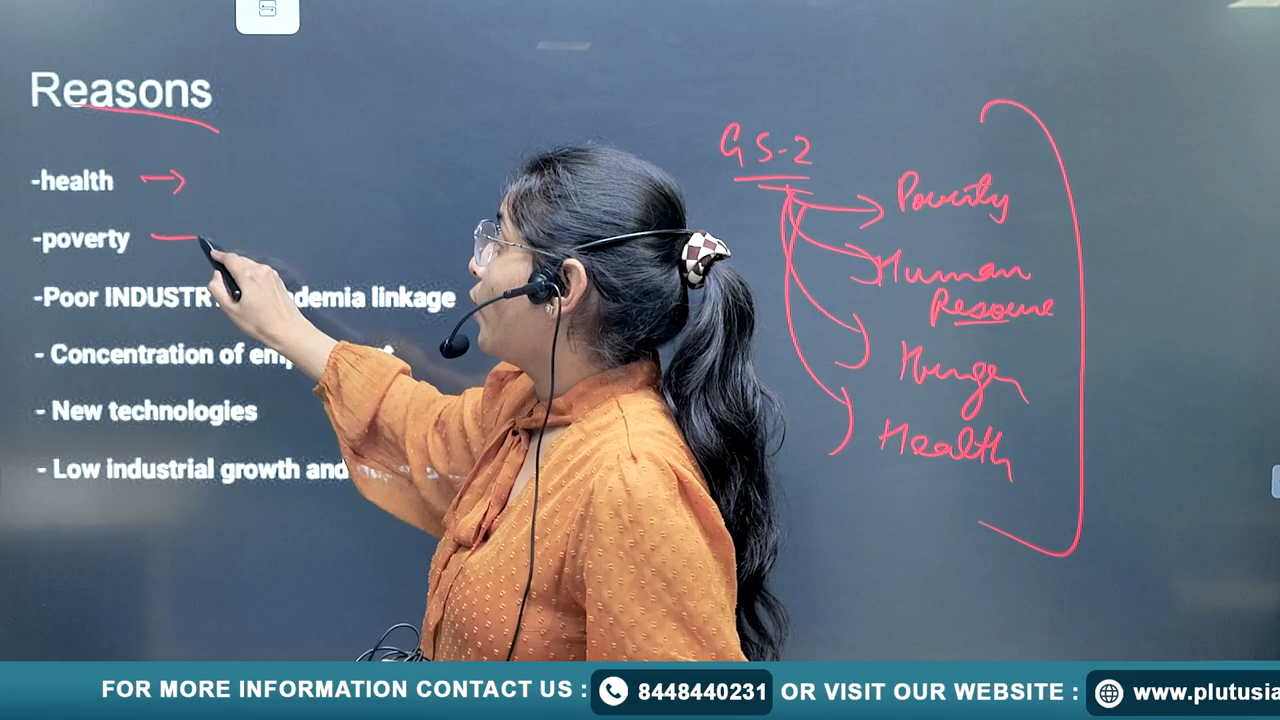 Reasons
-health
-poverty
-Poor INDUSTR demia linkage
- Concentration of em
- New technologies
- Low industrial growth and
GS-2
Poverty
Human
Resource
Hunger
Health
FOR MORE INFORMATION CONTACT US : 8448440231 OR VISIT OUR WEBSITE : www.plutusia